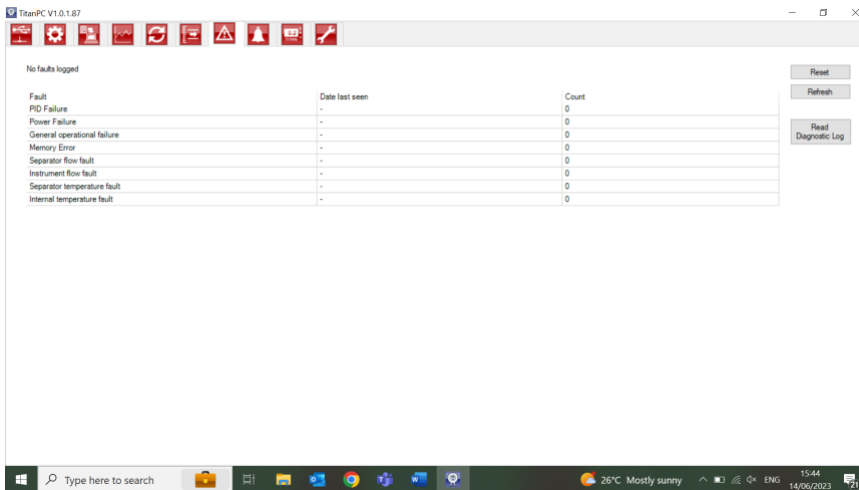 TitanPC V1.0.1.87
No faults logged
Reset
Refresh
Read
Diagnostic Log
Fault Date last seen Count
PID Failure - 0
Power Failure - 0
General operational failure - 0
Memory Error - 0
Separator flow fault - 0
Instrument flow fault - 0
Separator temperature fault - 0
Internal temperature fault - 0
Type here to search
26°C Mostly sunny
ENG
15:44
14/06/2023